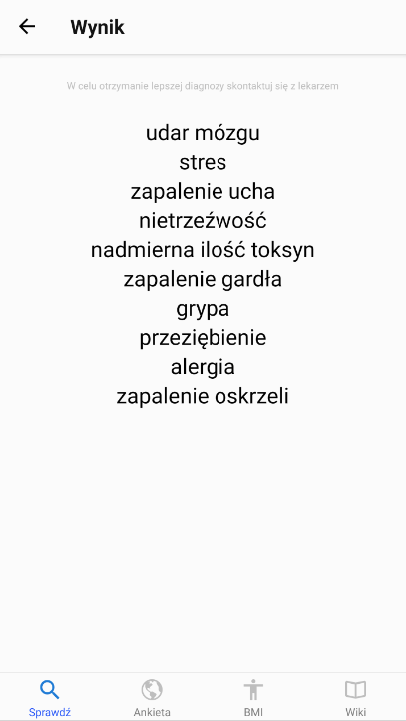 Wynik
W celu otrzymanie lepszej diagnozy skontaktuj się z lekarzem
udar mózgu
stres
zapalenie ucha
nietrzeźwość
nadmierna ilość toksyn
zapalenie gardła
grypa
przeziębienie
alergia
zapalenie oskrzeli
Sprawdź
Ankieta
BMI
Wiki